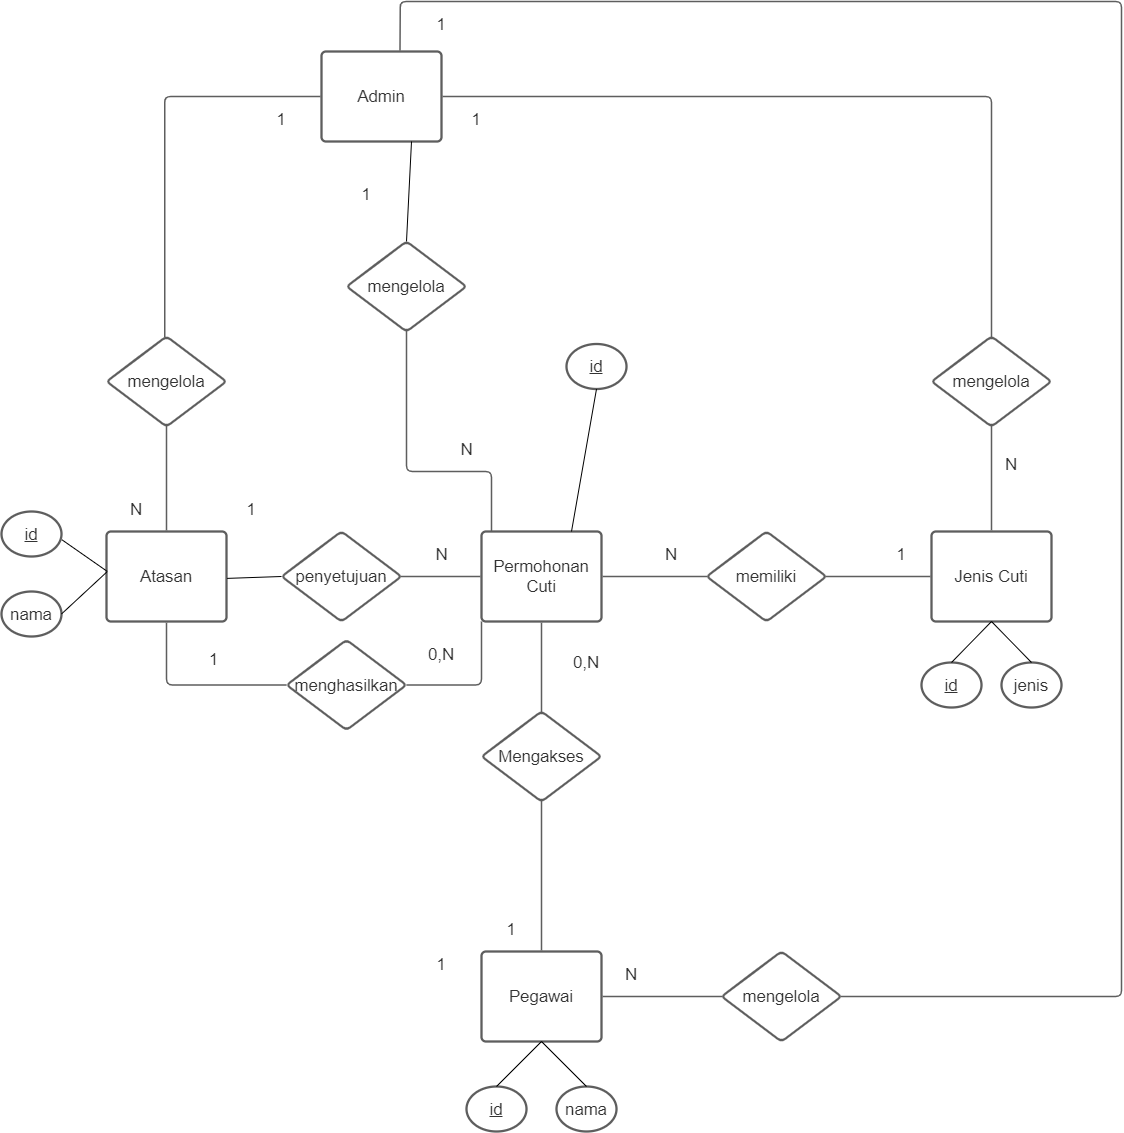 1
Admin
1
1
1
mengelola
id
mengelola
mengelola
N
N
N
1
id
N
N
1
Atasan
penyetujuan
Permohonan
Cuti
memiliki
Jenis Cuti
nama
1
0,N
0,N
menghasilkan
id
jenis
Mengakses
1
1
N
Pegawai
mengelola
id
nama